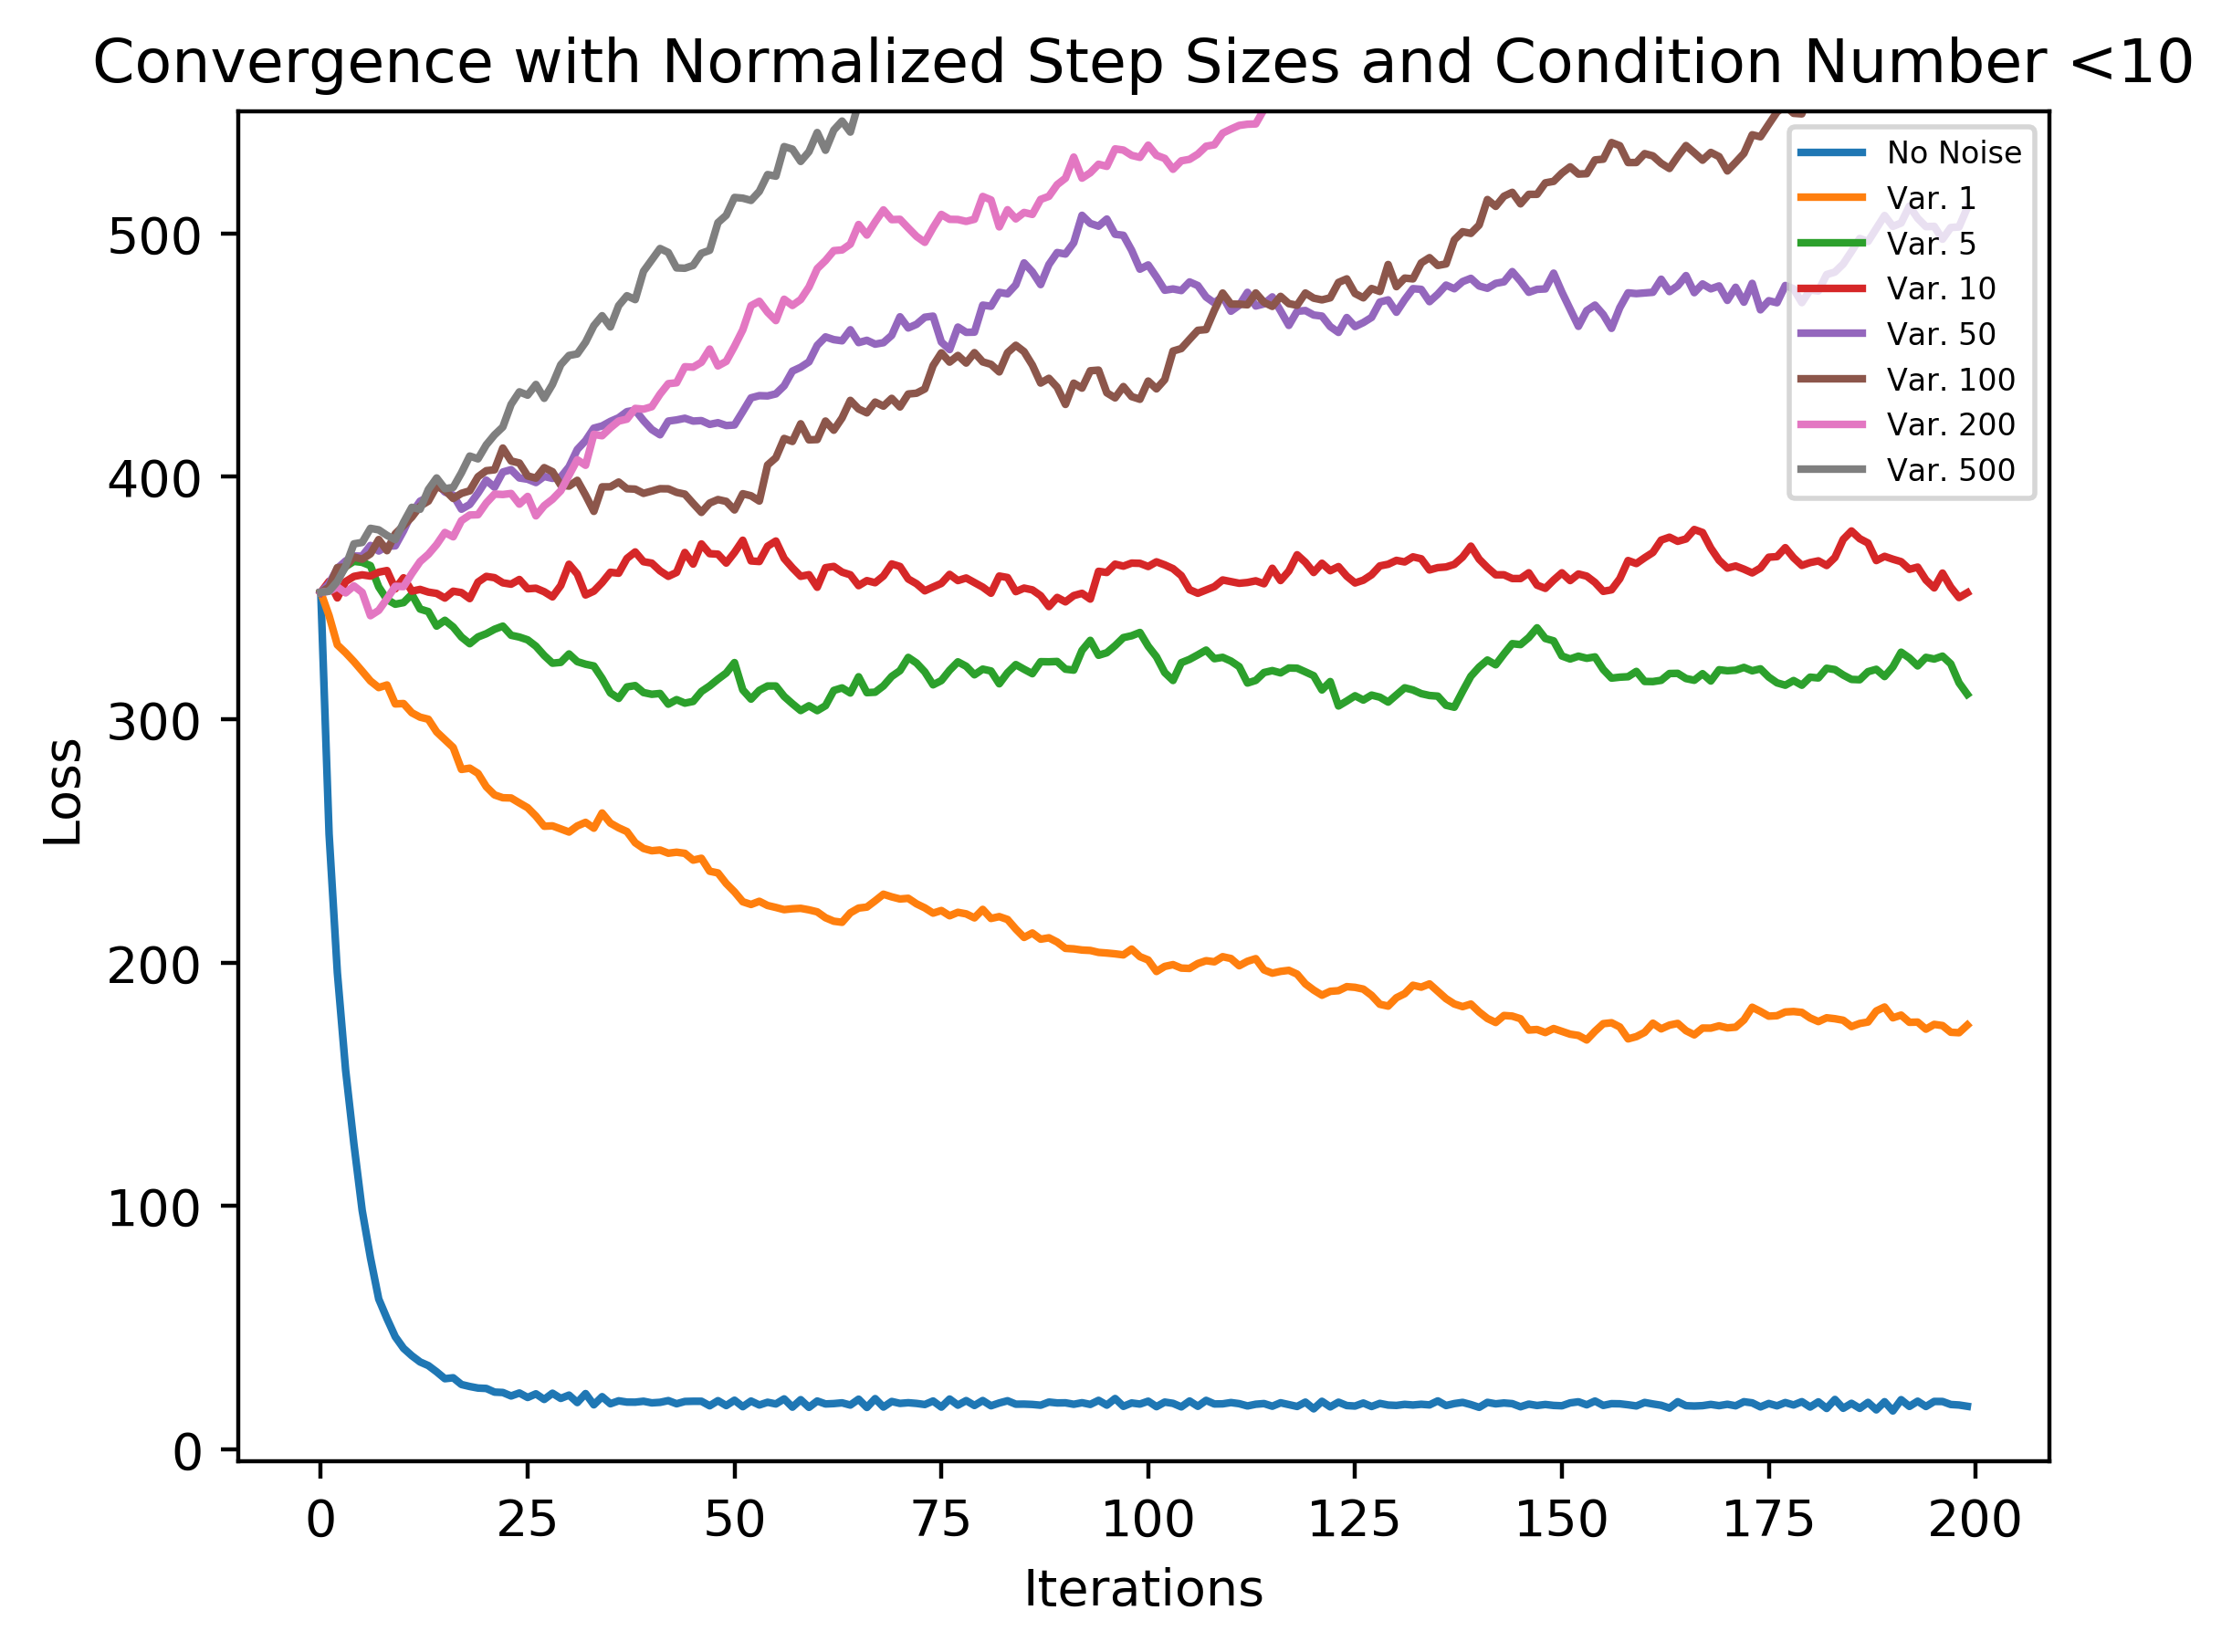 Convergence with Normalized Step Sizes and Condition Number <10
No Noise
Var. 1
Var. 5
Var. 10
Var. 50
Var. 100
Var. 200
Var. 500
500
400
300
200
100
0
Loss
0 25 50 75 100 125 150 175 200
Iterations